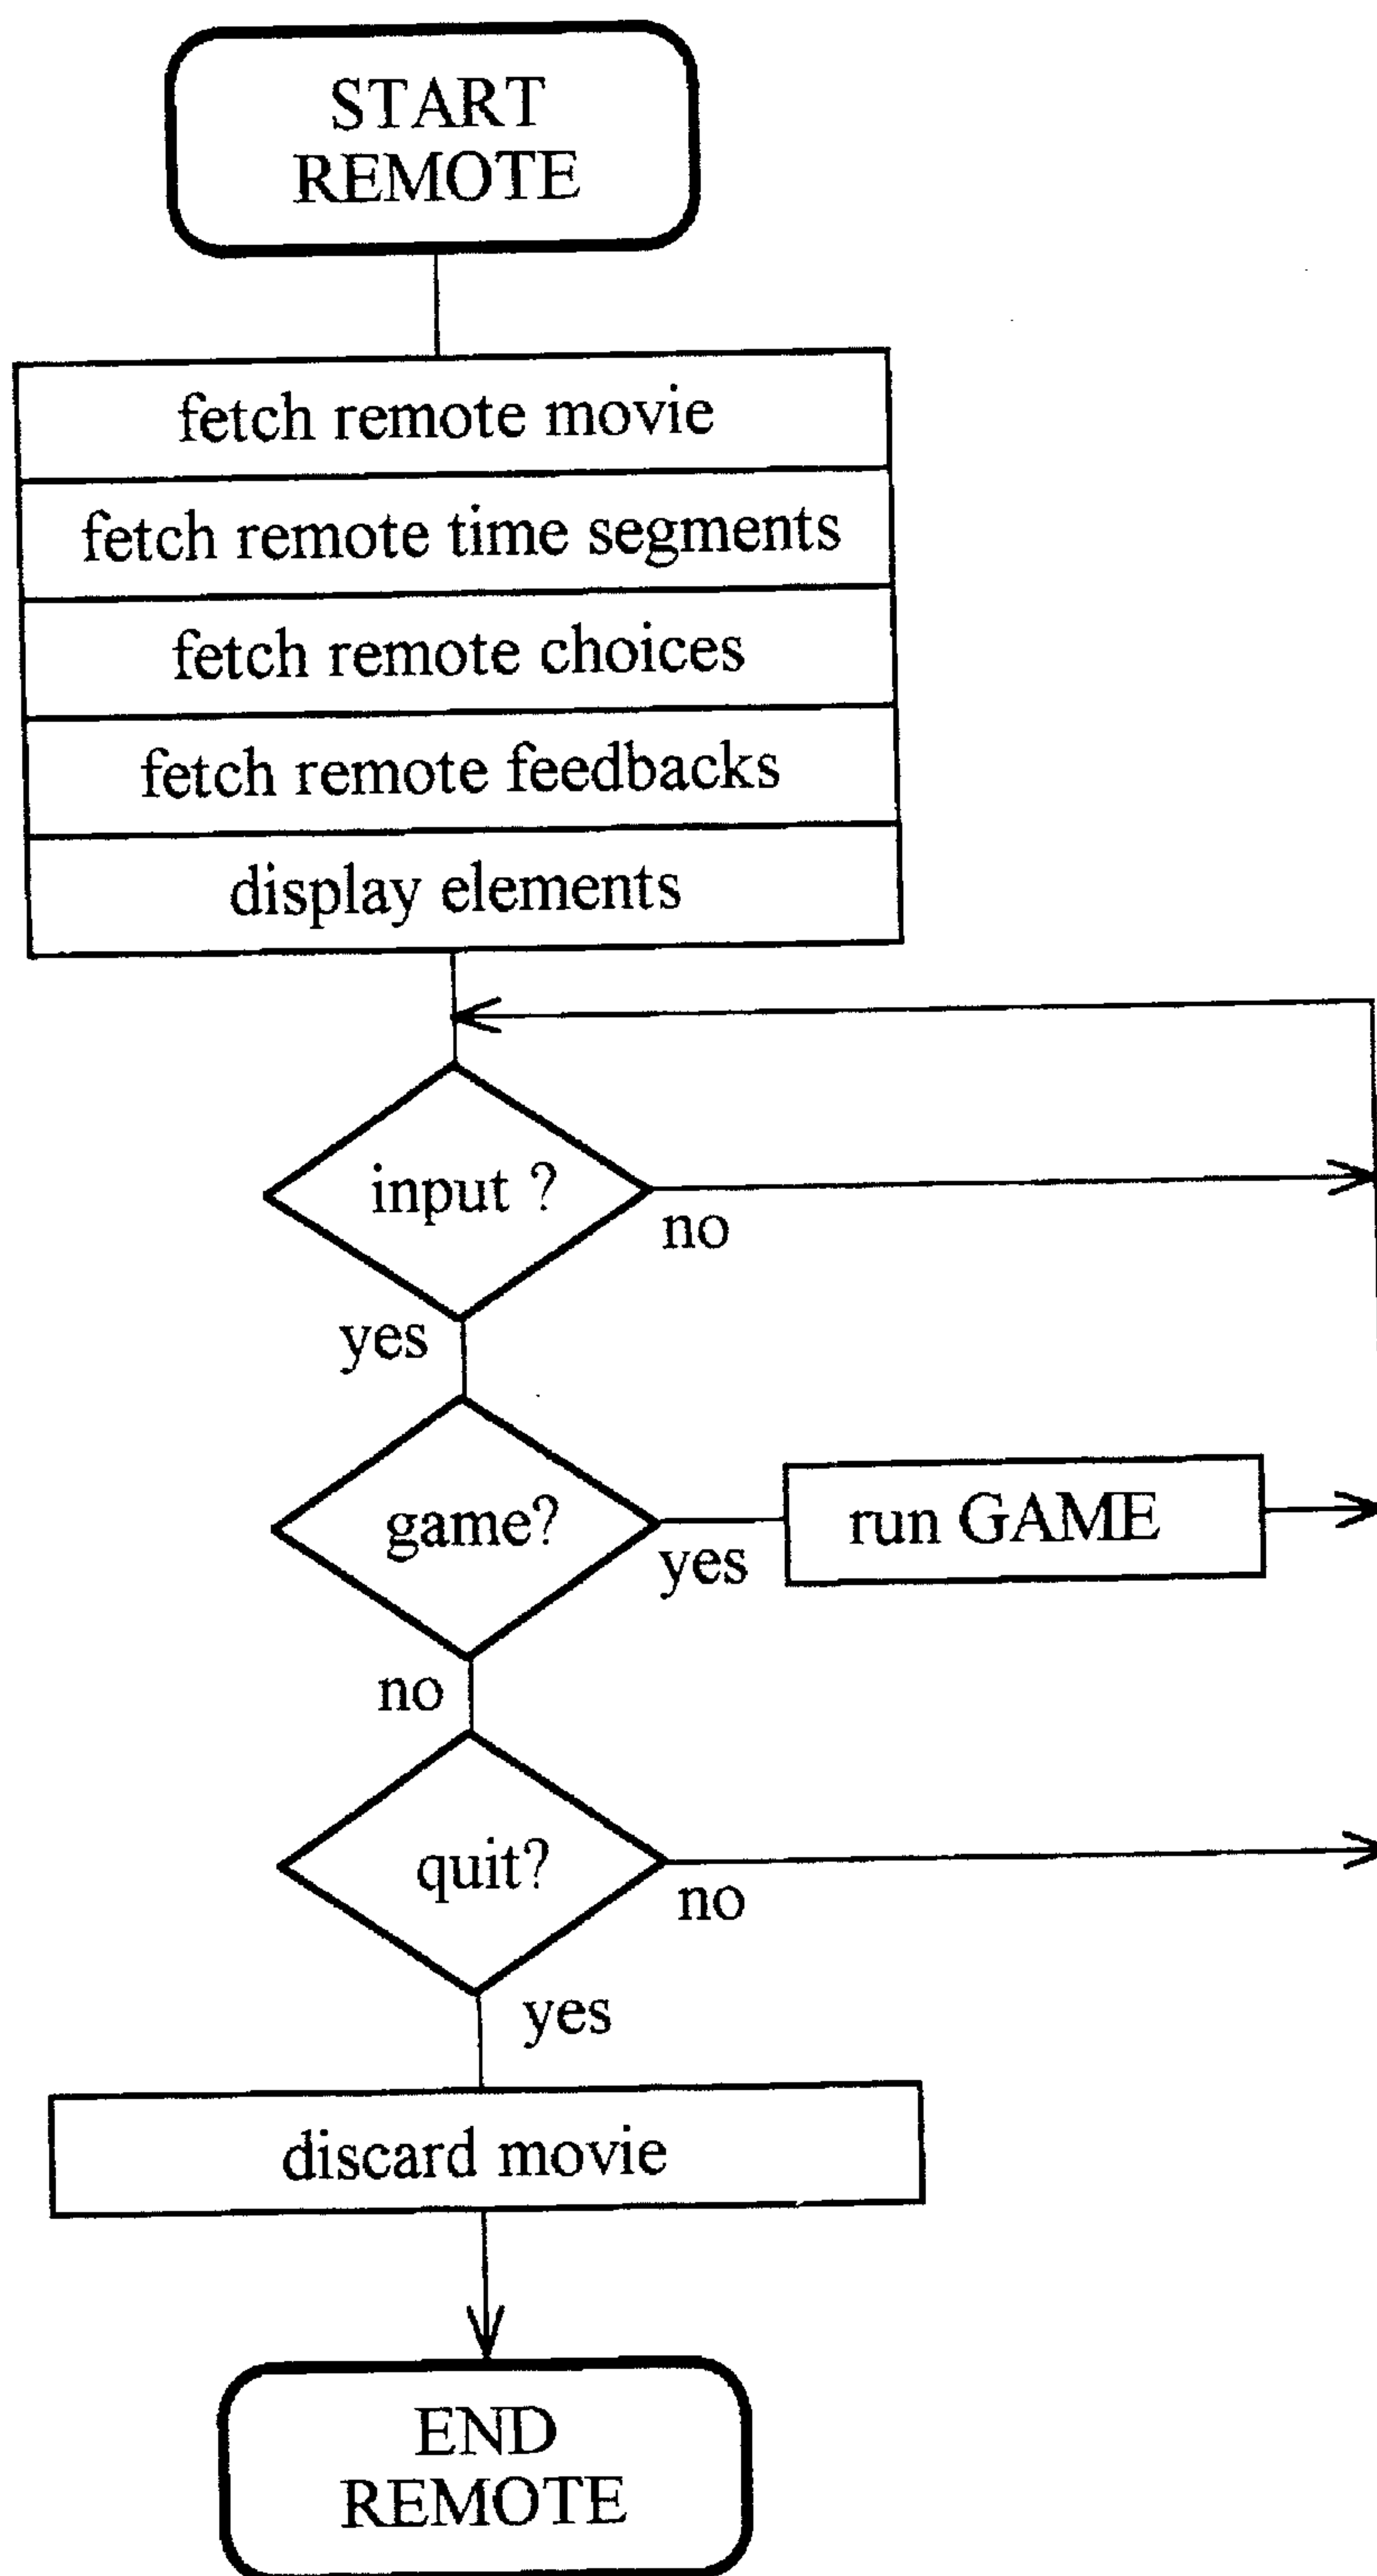 START
REMOTE
fetch remote movie
fetch remote time segments
fetch remote choices
fetch remote feedbacks
display elements
input ?
no
yes
game?
yes
run GAME
no
quit?
no
yes
discard movie
END
REMOTE